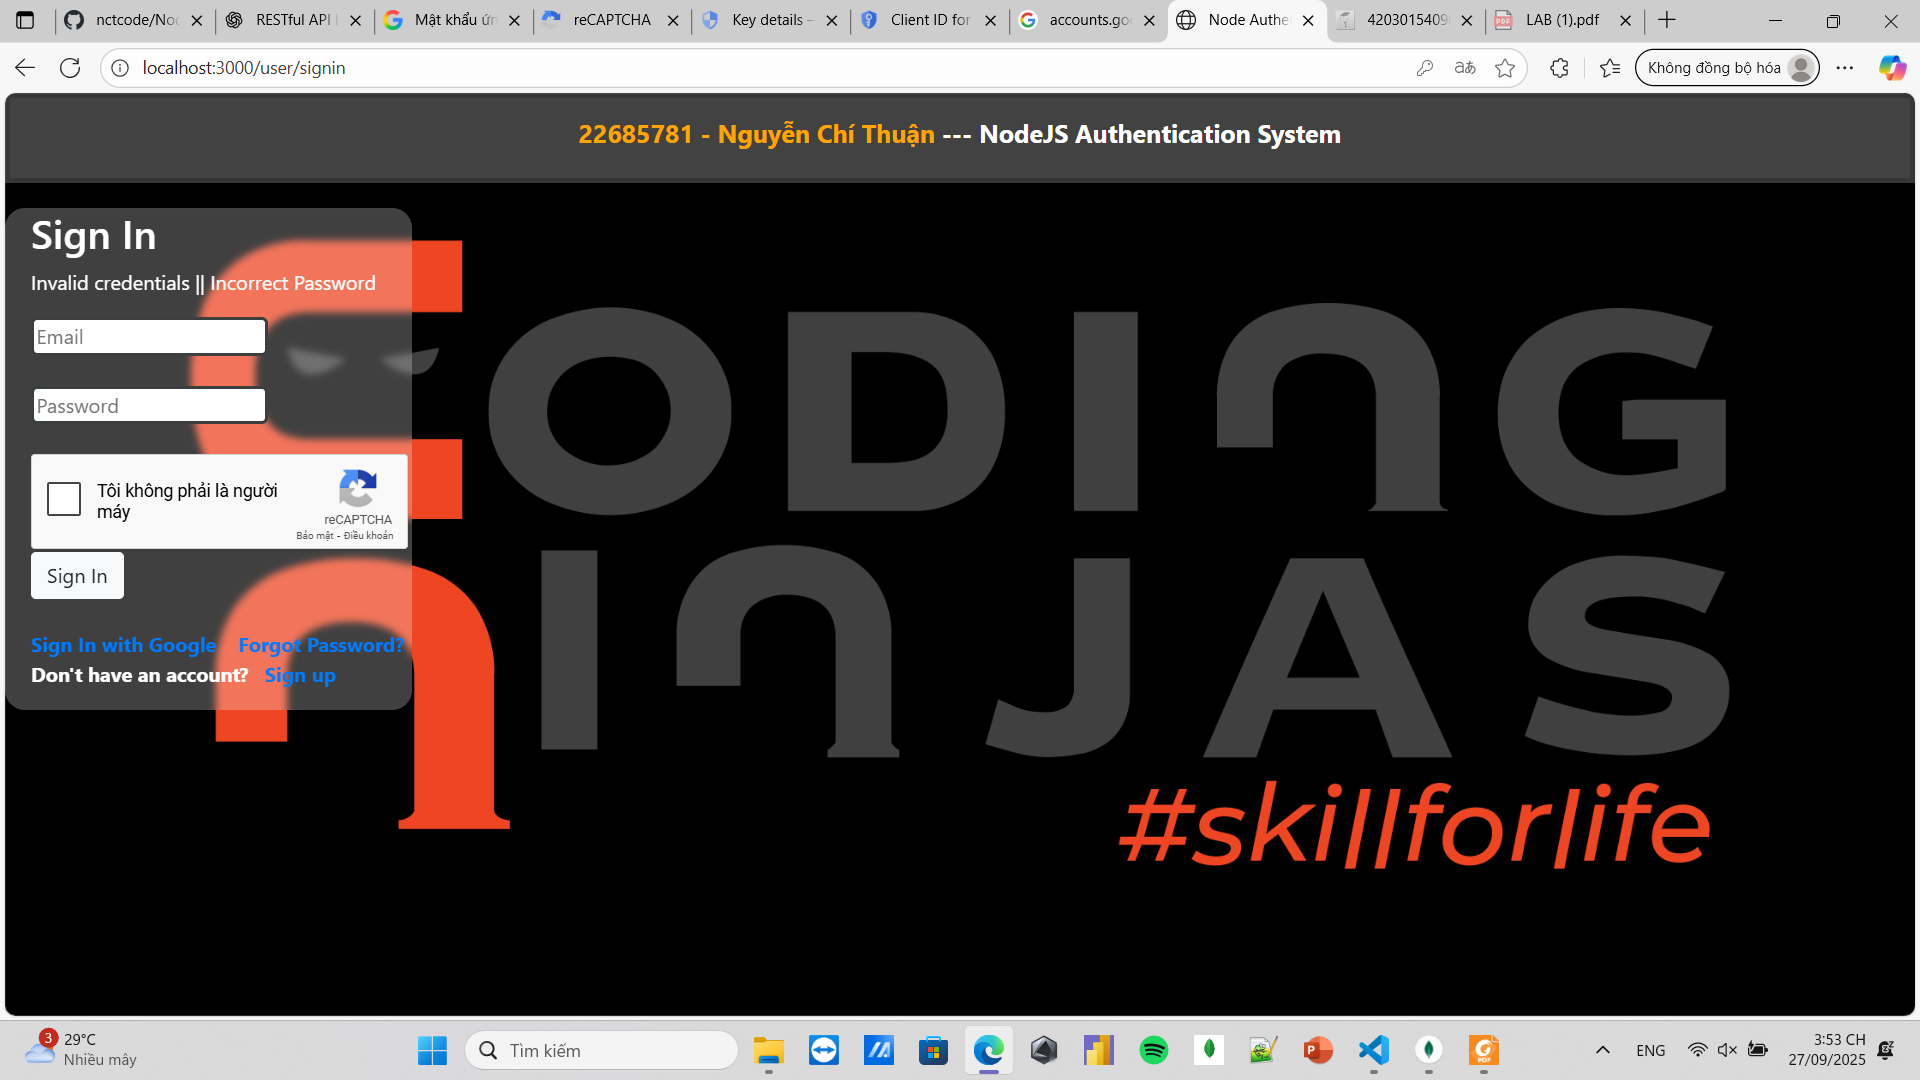 nctcode/Noc
RESTful API
Mật khẩu ứn
reCAPTCHA
Key details –
Client ID for
accounts.goo
Node Authe
4203015409
LAB (1).pdf
localhost:3000/user/signin
Không đồng bộ hóa
22685781 - Nguyễn Chí Thuận --- NodeJS Authentication System
Sign In
Invalid credentials || Incorrect Password
Email
Password
Tôi không phải là người
máy
reCAPTCHA
Bảo mật - Điều khoản
Sign In
Sign In with Google Forgot Password?
Don't have an account? Sign up
CODING
NINJAS
#skillforlife
3
29°C
Nhiều mây
Tìm kiếm
ENG
3:53 CH
27/09/2025